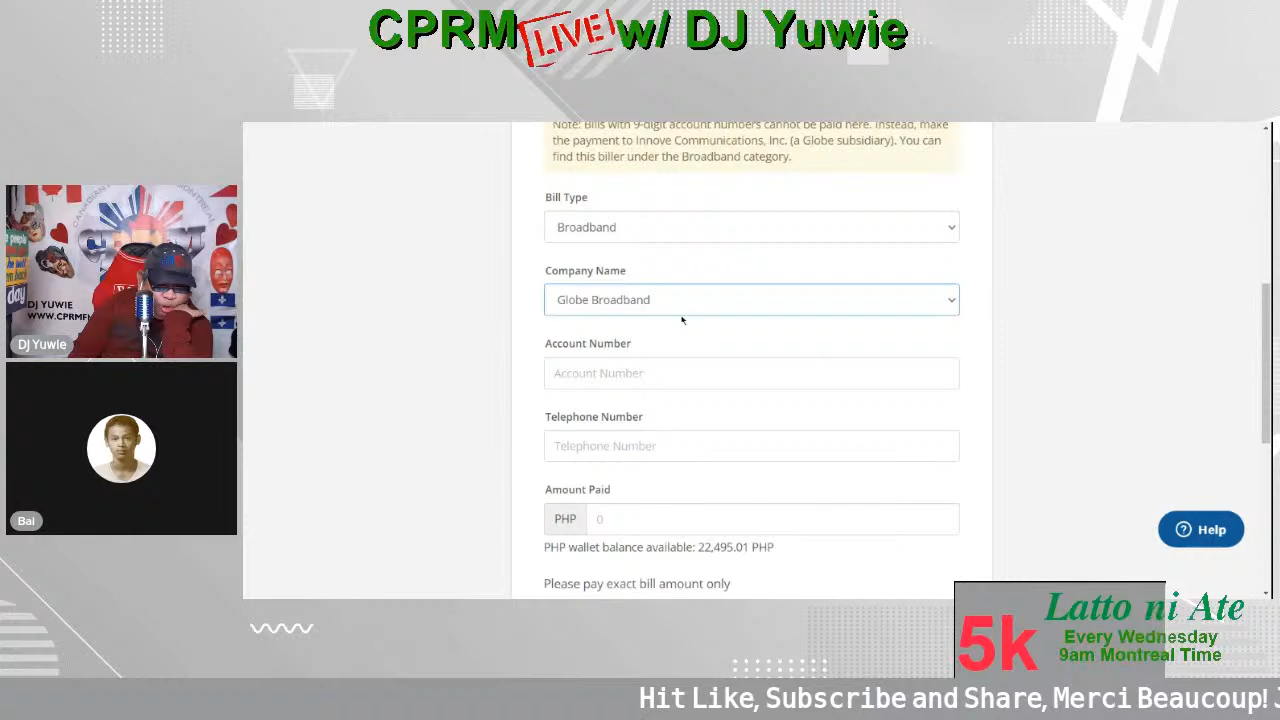 CPRM LIVE! w/ DJ Yuwie
Note: Bills with 9-digit account numbers cannot be paid here. Instead, make
the payment to Innove Communications, Inc. (a Globe subsidiary). You can
find this biller under the Broadband category.
Bill Type
Broadband
Company Name
Globe Broadband
Account Number
Account Number
Telephone Number
Telephone Number
Amount Paid
PHP 0
PHP wallet balance available: 22,495.01 PHP
Please pay exact bill amount only
Help
day
DJ YUWIE
WWW.CPRMF
DJ Yuwie
Bai
5k
Latto ni Ate
Every Wednesday
9am Montreal Time
Hit Like, Subscribe and Share, Merci Beaucoup!